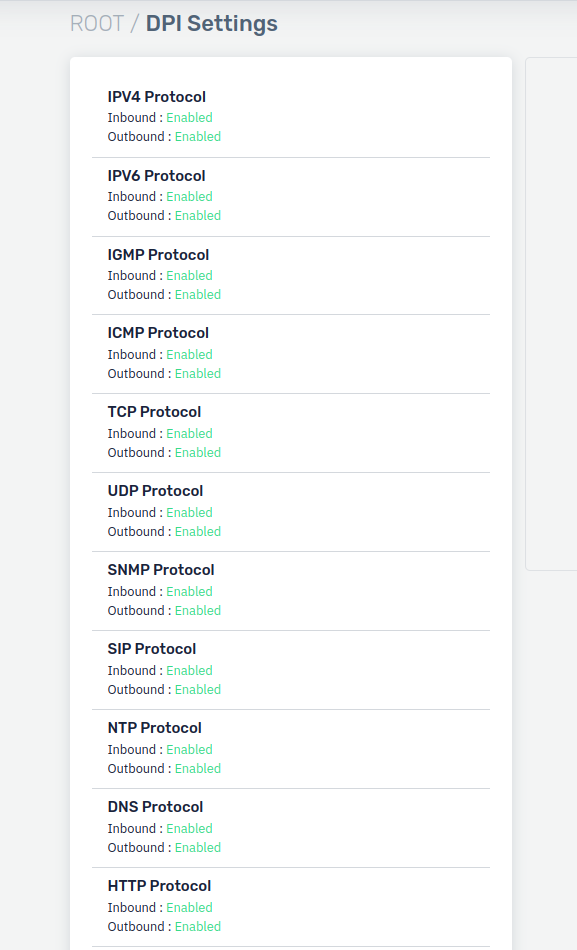 ROOT / DPI Settings
IPV4 Protocol
Inbound : Enabled
Outbound : Enabled
IPV6 Protocol
Inbound : Enabled
Outbound : Enabled
IGMP Protocol
Inbound : Enabled
Outbound : Enabled
ICMP Protocol
Inbound : Enabled
Outbound : Enabled
TCP Protocol
Inbound : Enabled
Outbound : Enabled
UDP Protocol
Inbound : Enabled
Outbound : Enabled
SNMP Protocol
Inbound : Enabled
Outbound : Enabled
SIP Protocol
Inbound : Enabled
Outbound : Enabled
NTP Protocol
Inbound : Enabled
Outbound : Enabled
DNS Protocol
Inbound : Enabled
Outbound : Enabled
HTTP Protocol
Inbound : Enabled
Outbound : Enabled